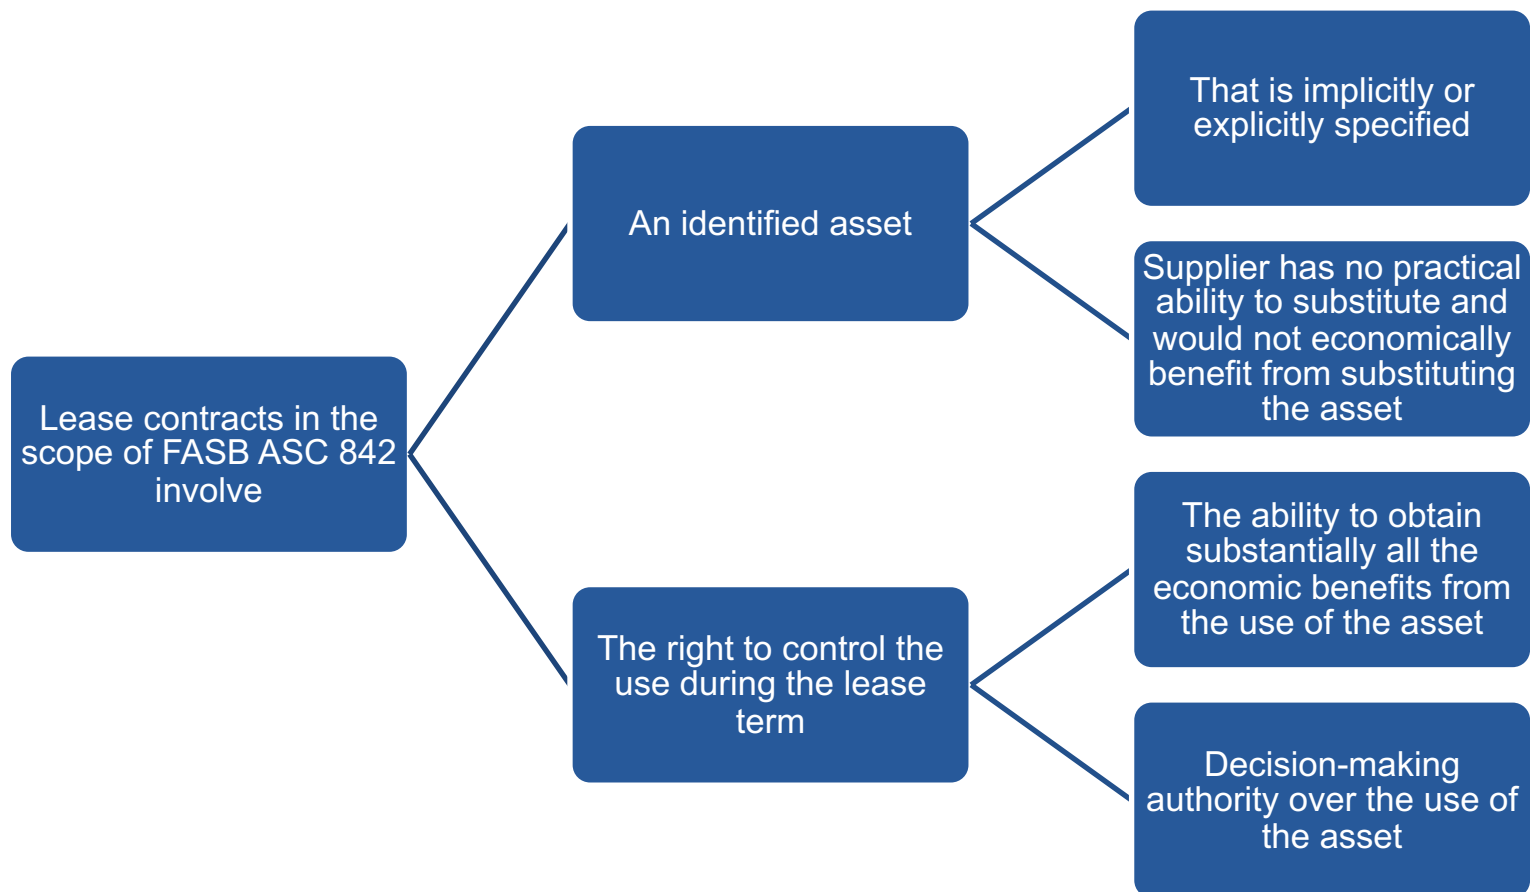 Lease contracts in the
scope of FASB ASC 842
involve
An identified asset
The right to control the
use during the lease
term
That is implicitly or
explicitly specified
Supplier has no practical
ability to substitute and
would not economically
benefit from substituting
the asset
The ability to obtain
substantially all the
economic benefits from
the use of the asset
Decision-making
authority over the use of
the asset